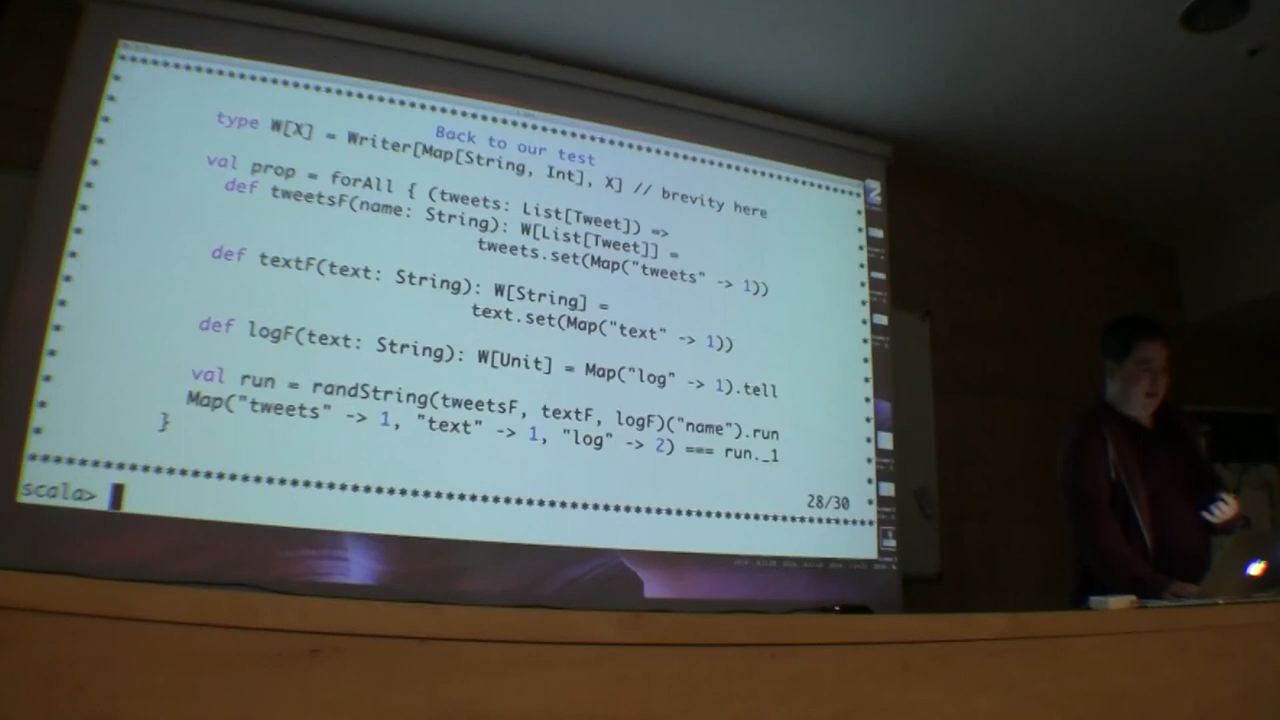 Back to our test
type W[X] = Writer[Map[String, Int], X] // brevity here
val prop = forAll { (tweets: List[Tweet]) =>
def tweetsF(name: String): W[List[Tweet]] =
tweets.set(Map("tweets" -> 1))
def textF(text: String): W[String] =
text.set(Map("text" -> 1))
def logF(text: String): W[Unit] = Map("log" -> 1).tell
val run = randString(tweetsF, textF, logF)("name").run
Map("tweets" -> 1, "text" -> 1, "log" -> 2) === run._1
}
28/30
scala>